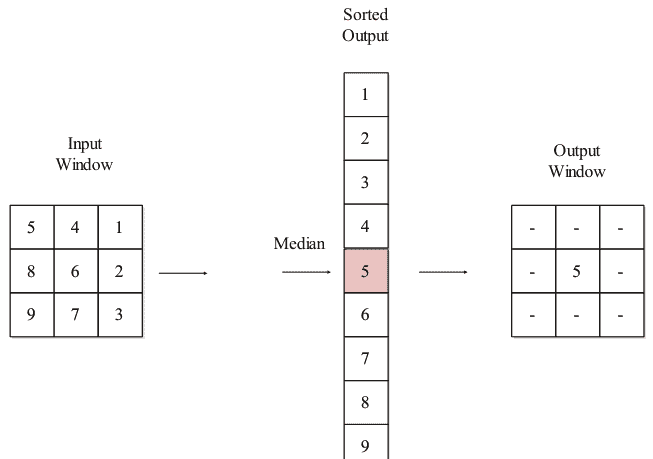 Input
Window
5 4 1
8 6 2
9 7 3
Median
Sorted
Output
1
2
3
4
5
6
7
8
9
Output
Window
- - -
- 5 -
- - -